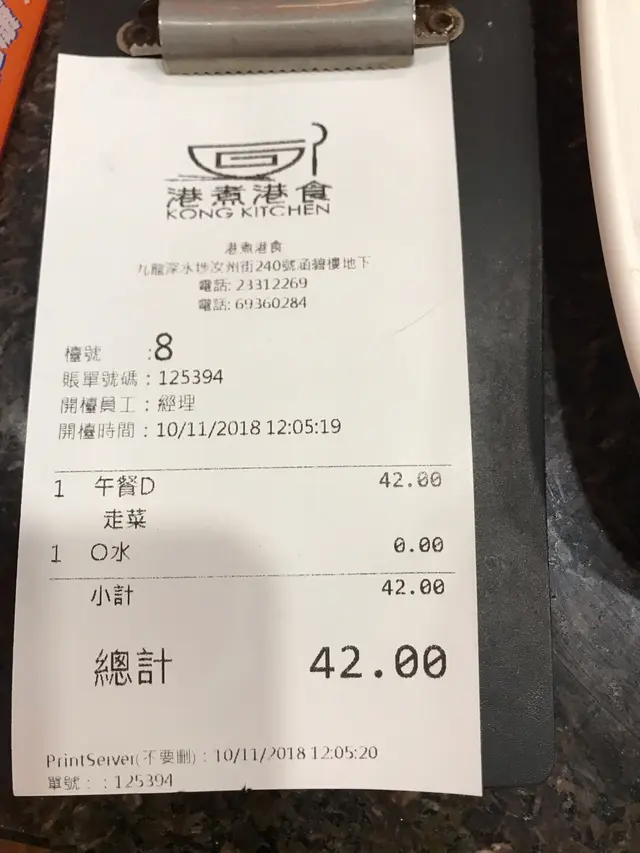 港煮港食
KONG KITCHEN
港煮港食
九龍深水埗汝州街240號涵碧樓地下
電話: 23312269
電話: 69360284
檯號 :8
賬單號碼 : 125394
開檯員工 : 經理
開檯時間 : 10/11/2018 12:05:19
1 午餐D 42.00
走菜
1 O水 0.00
小計 42.00
總計 42.00
PrintServer(不要刪) : 10/11/2018 12:05:20
單號 : : 125394